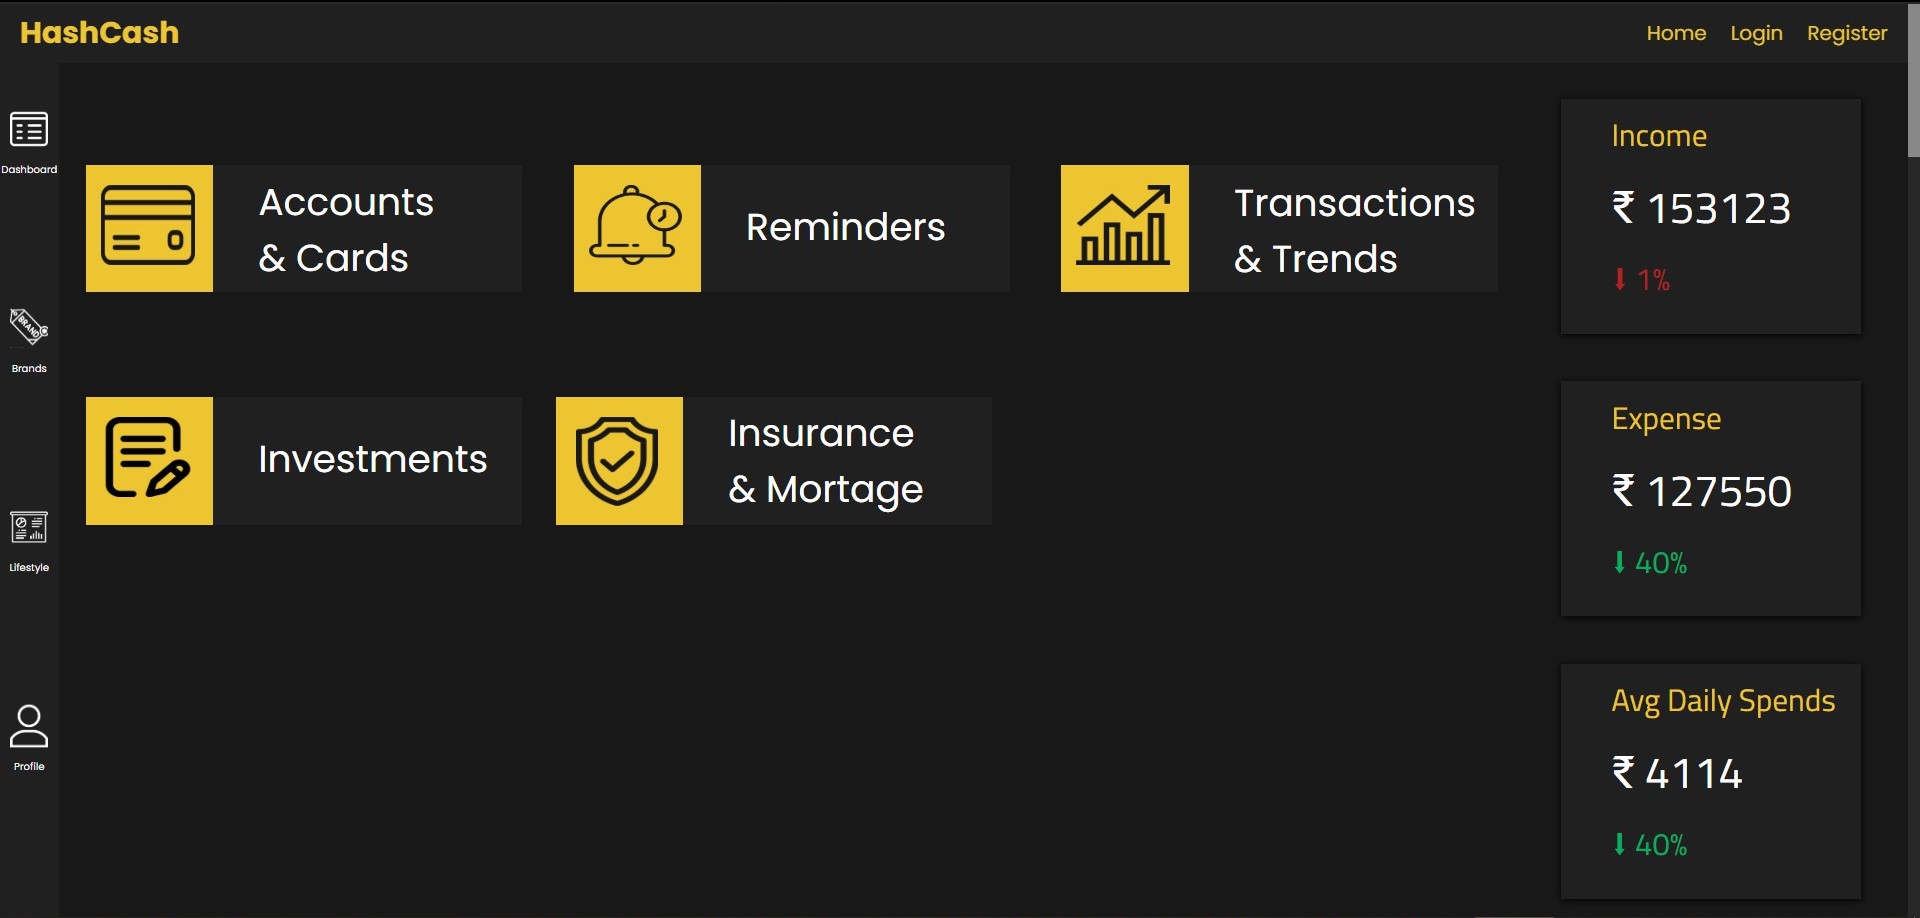 HashCash
Home Login Register
Dashboard
Brands
Lifestyle
Profile
Accounts
& Cards
Reminders
Transactions
& Trends
Investments
Insurance
& Mortage
Income
₹ 153123
⬇ 1%
Expense
₹ 127550
⬇ 40%
Avg Daily Spends
₹ 4114
⬇ 40%
BRAND